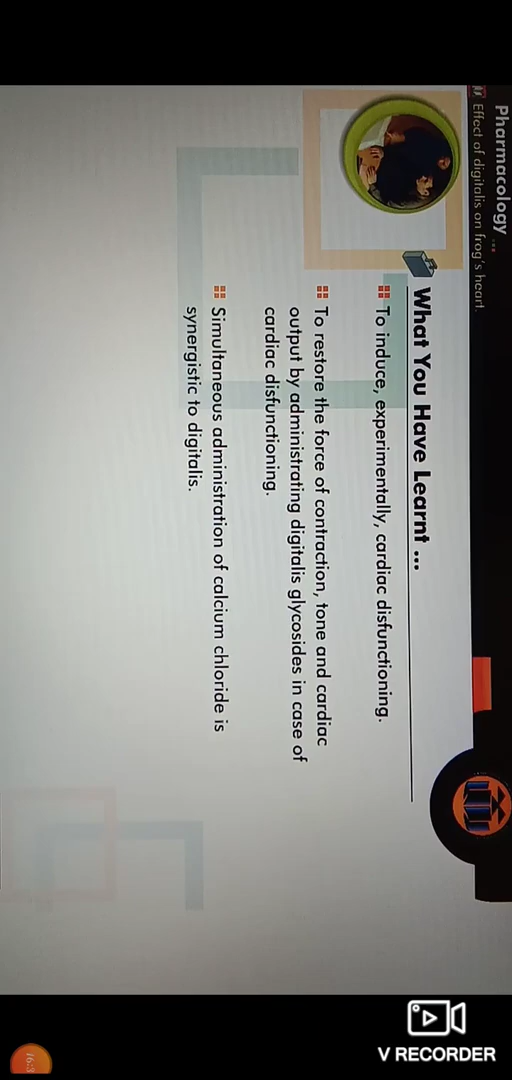 Pharmacology ...
Effect of digitalis on frog's heart
What You Have Learnt ...
To induce, experimentally, cardiac disfunctioning.
To restore the force of contraction, tone and cardiac
output by administrating digitalis glycosides in case of
cardiac disfunctioning.
Simultaneous administration of calcium chloride is
synergistic to digitalis.
V RECORDER